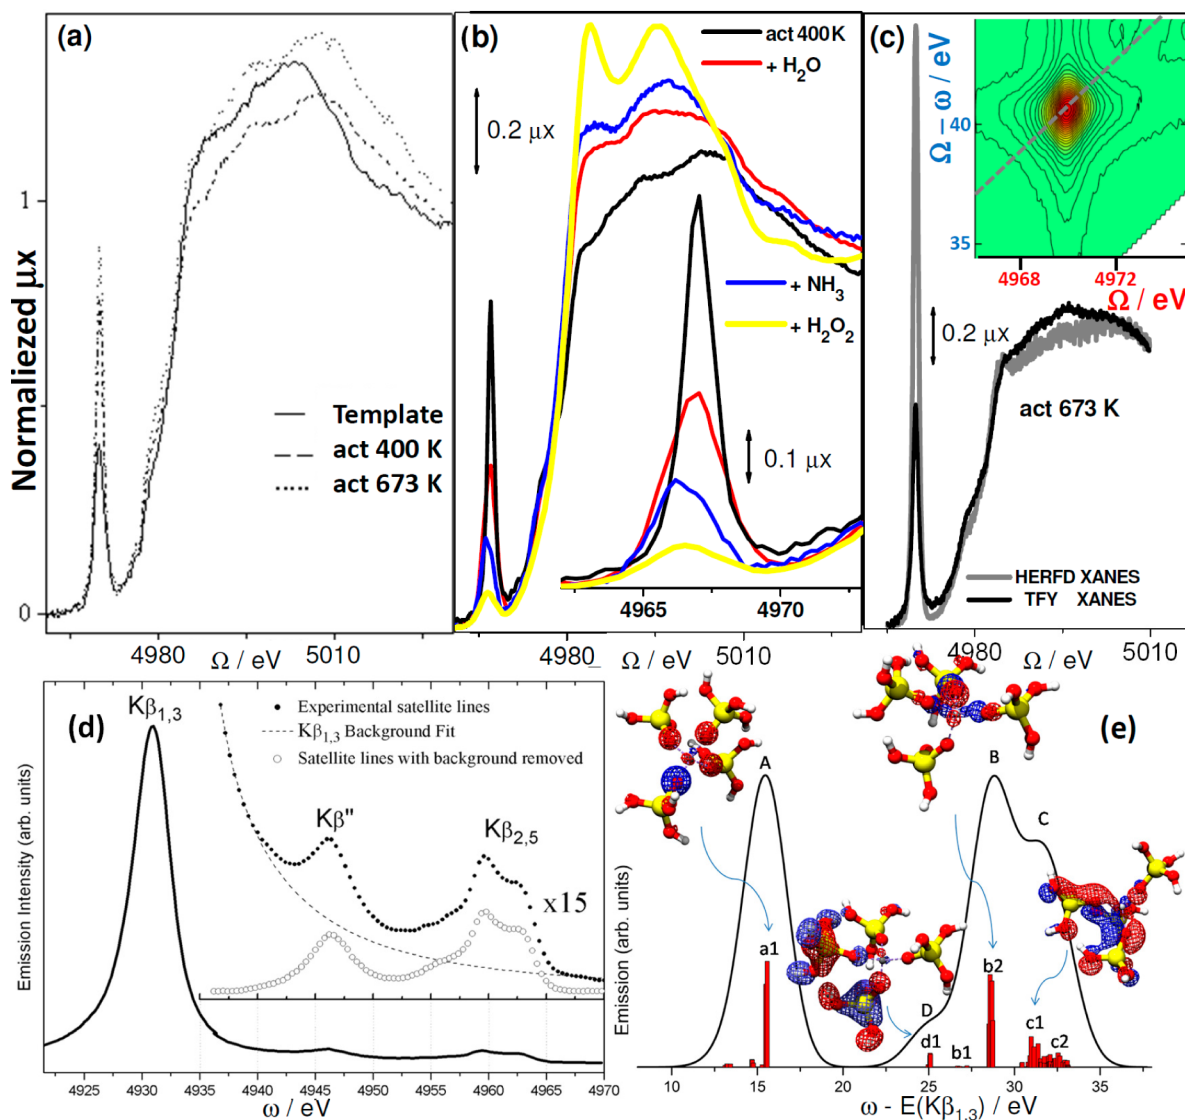 (a)
1
0
Normaliezed μx
Template
act 400 K
act 673 K
4980
5010
Ω / eV
(b)
act 400 K
+ H₂O
0.2 μx
+ NH₃
+ H₂O₂
0.1 μx
4965
4970
4980
5010
Ω / eV
(c)
Ω – ω / eV
40
35
4968
4972
Ω / eV
0.2 μx
act 673 K
HERFD XANES
TFY XANES
4980
5010
Ω / eV
(d)
Kβ₁,₃
Experimental satellite lines
Kβ₁,₃ Background Fit
Satellite lines with background removed
Kβ"
Kβ₂,₅
x15
Emission Intensity (arb. units)
4925 4930 4935 4940 4945 4950 4955 4960 4965 4970
ω / eV
(e)
A
B
C
D
a1
b2
c1
c2
d1
b1
Emission (arb. units)
10 15 20 25 30 35
ω - E(Kβ₁,₃) / eV